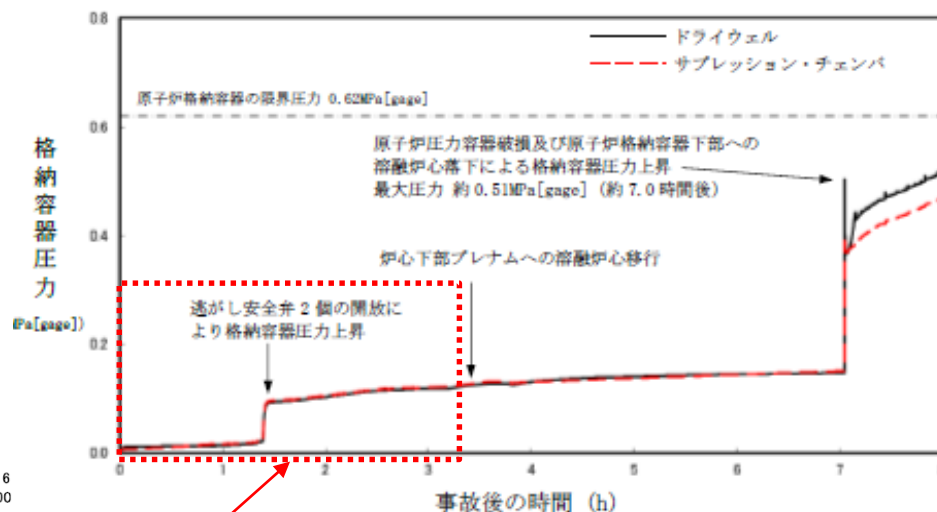 0.8
ドライウェル
サプレッション・チェンバ
原子炉格納容器の限界圧力 0.62MPa[gage]
0.6
原子炉圧力容器破損及び原子炉格納容器下部への
溶融炉心落下による格納容器圧力上昇
最大圧力 約 0.51MPa[gage] (約 7.0 時間後)
格納容器圧力
Pa[gage])
0.4
炉心下部プレナムへの溶融炉心移行
逃がし安全弁 2 個の開放に
より格納容器圧力上昇
0.2
0.0
0 1 2 3 4 5 6 7
事故後の時間 (h)
6
00